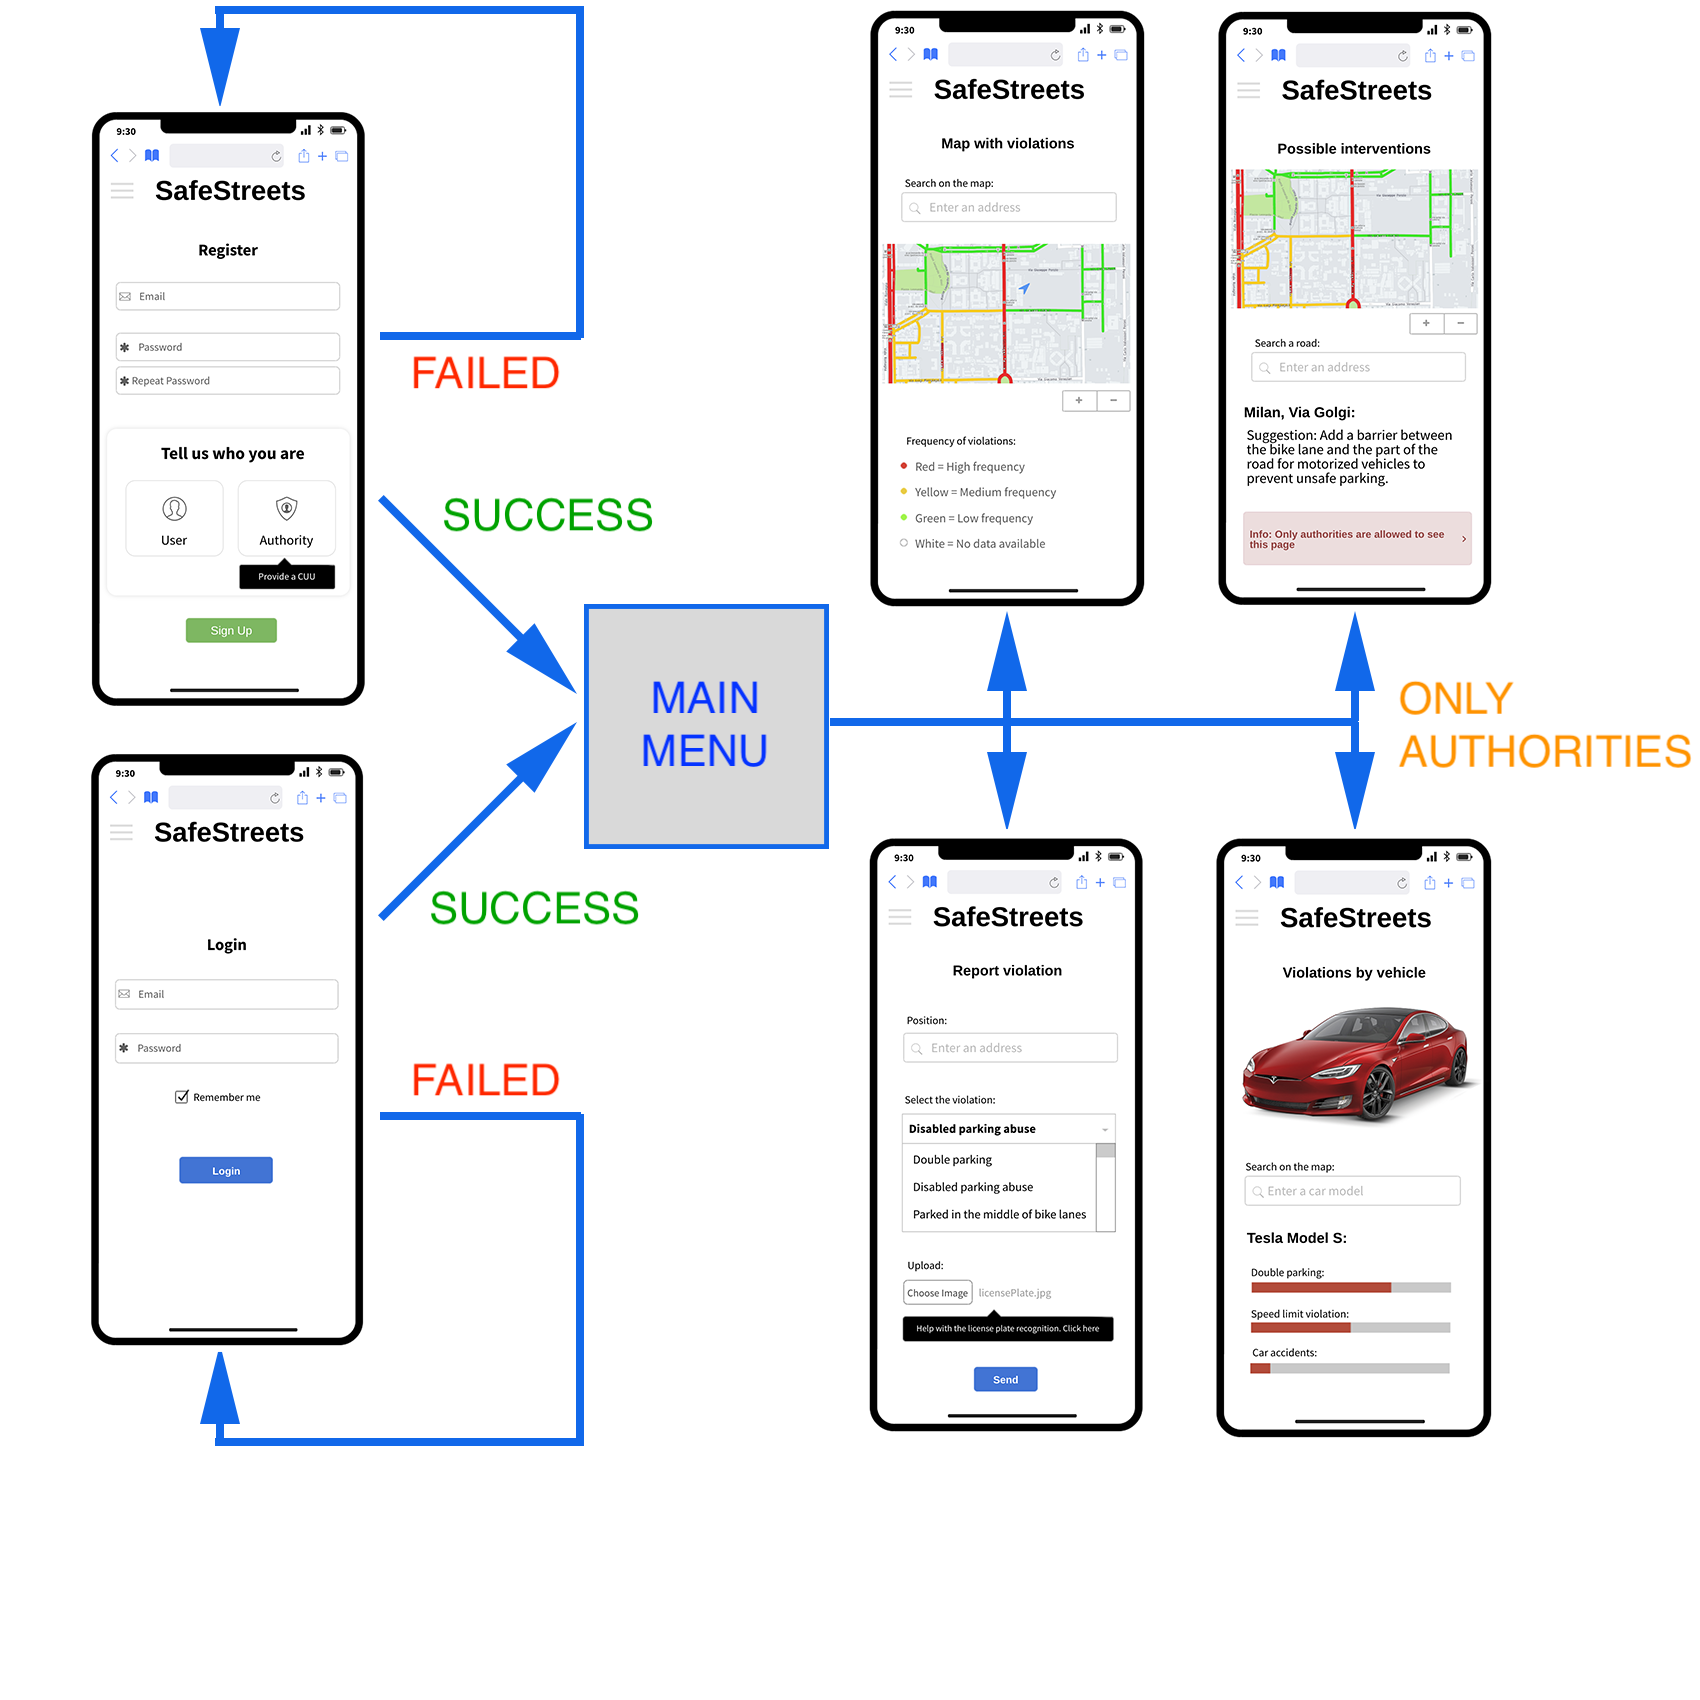 9:30
SafeStreets
Register
Email
Password
Repeat Password
Tell us who you are
User
Authority
Provide a CUU
Sign Up
FAILED
SUCCESS
9:30
SafeStreets
Login
Email
Password
Remember me
Login
SUCCESS
FAILED
MAIN
MENU
9:30
SafeStreets
Map with violations
Search on the map:
Enter an address
+
−
Frequency of violations:
Red = High frequency
Yellow = Medium frequency
Green = Low frequency
White = No data available
9:30
SafeStreets
Possible interventions
+
−
Search a road:
Enter an address
Milan, Via Golgi:
Suggestion: Add a barrier between
the bike lane and the part of the
road for motorized vehicles to
prevent unsafe parking.
Info: Only authorities are allowed to see
this page
ONLY
AUTHORITIES
9:30
SafeStreets
Report violation
Position:
Enter an address
Select the violation:
Disabled parking abuse
Double parking
Disabled parking abuse
Parked in the middle of bike lanes
Upload:
Choose Image
licensePlate.jpg
Help with the license plate recognition. Click here
Send
9:30
SafeStreets
Violations by vehicle
Search on the map:
Enter a car model
Tesla Model S:
Double parking:
Speed limit violation:
Car accidents: